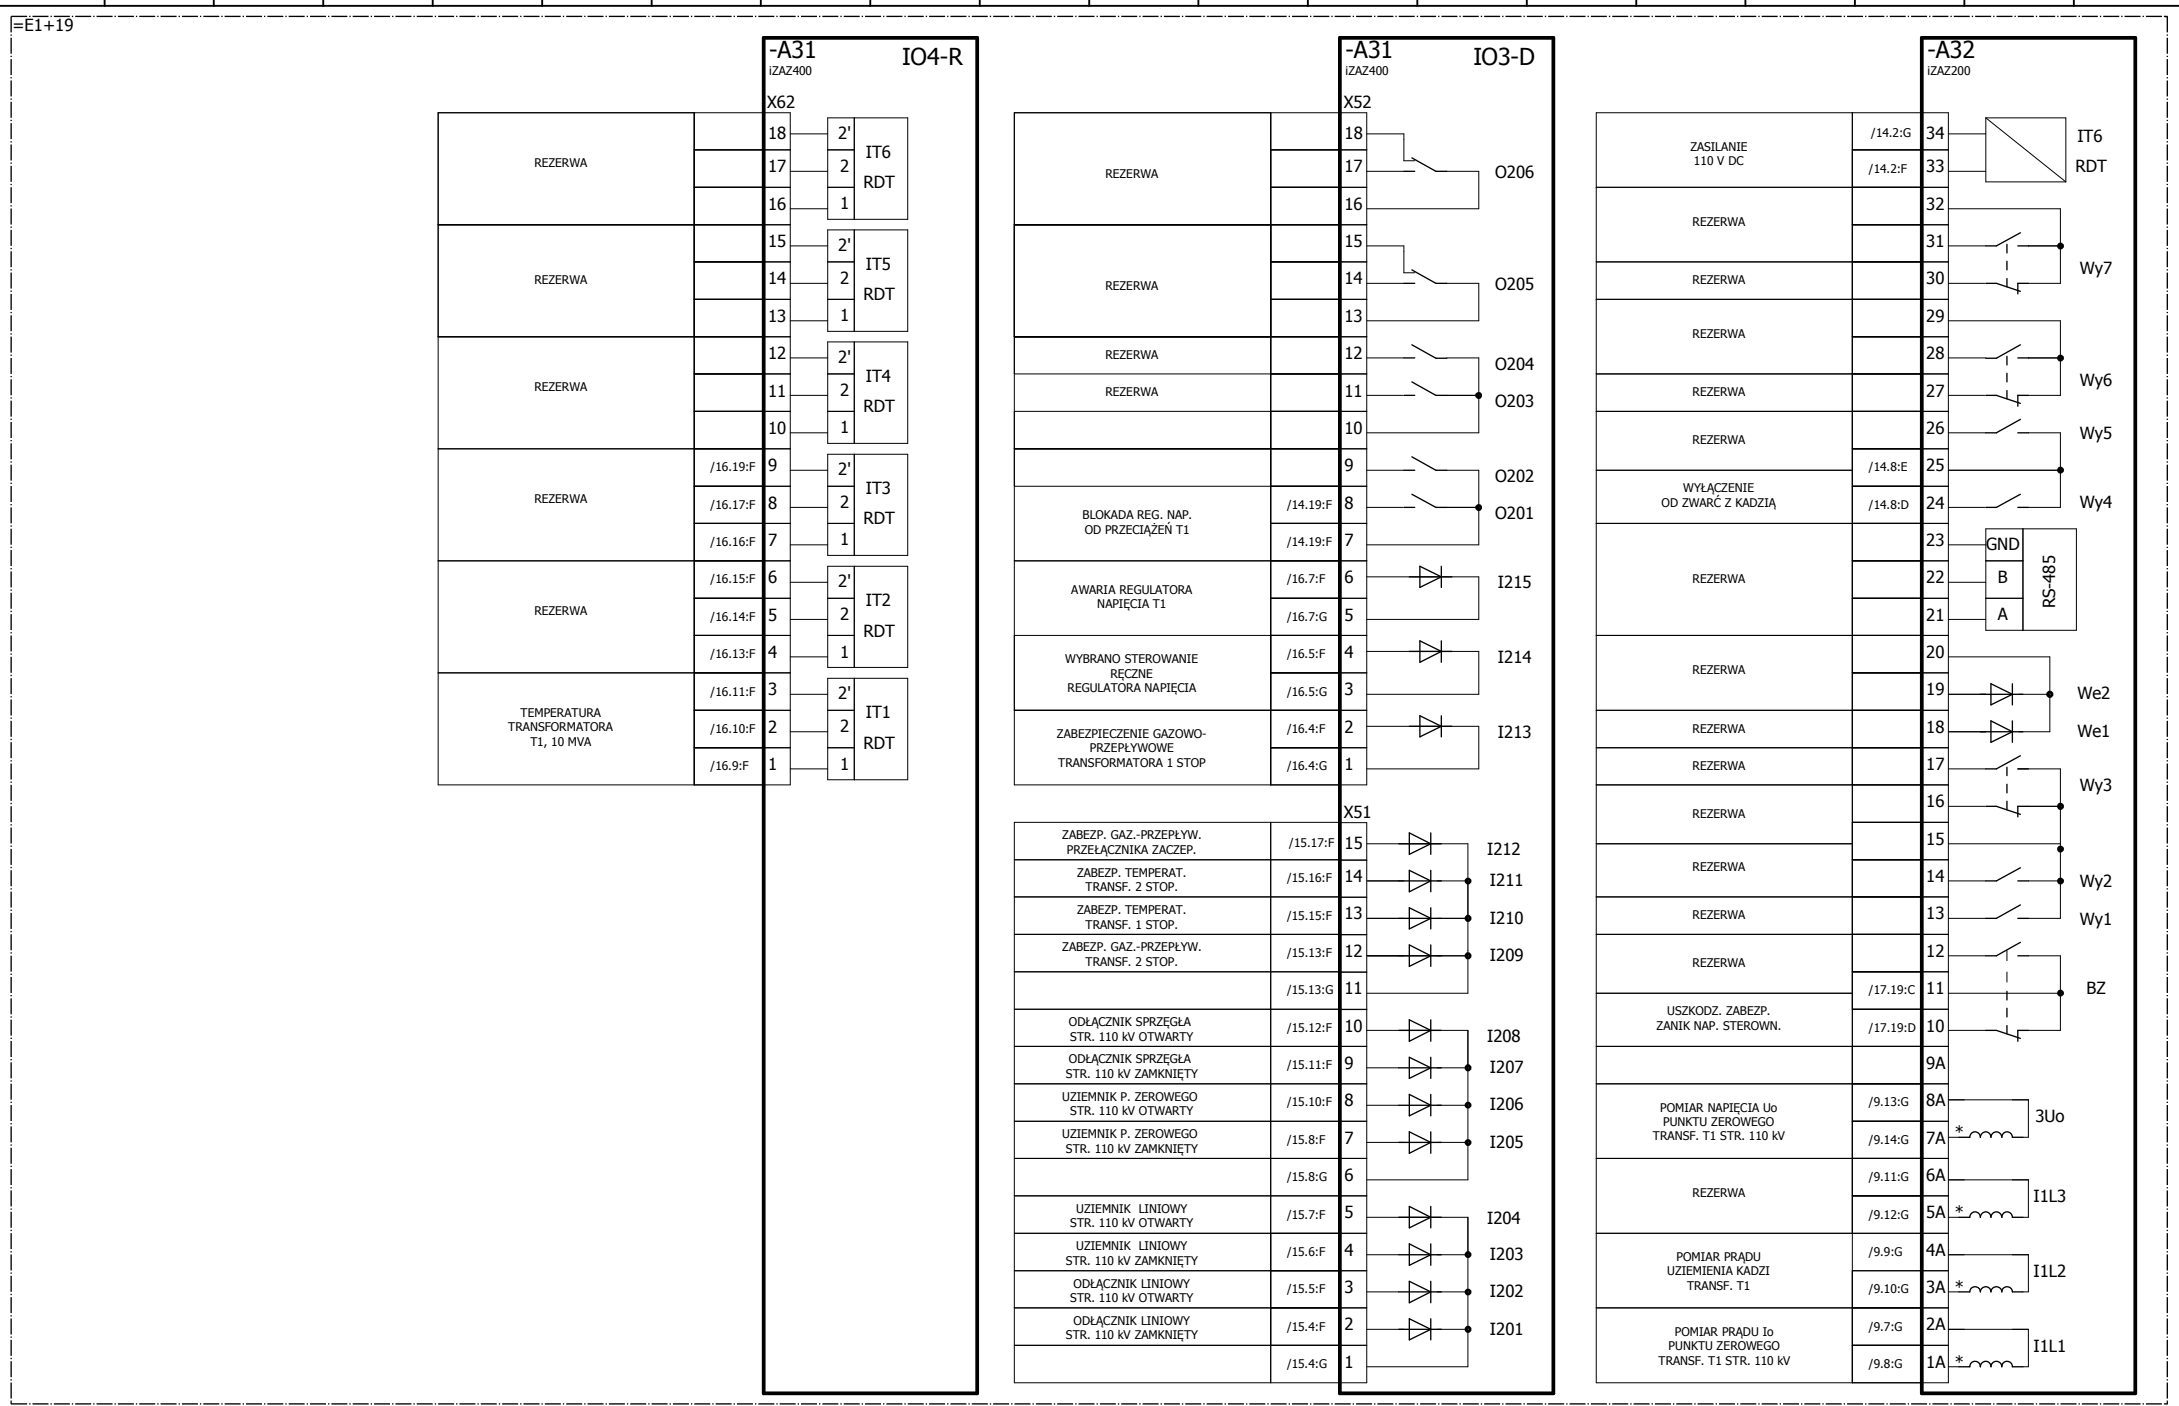 =E1+19
-A31
IO4-R
iZAZ400
X62
REZERWA
18
2'
IT6
17
2
RDT
16
1
REZERWA
15
2'
IT5
14
2
RDT
13
1
REZERWA
12
2'
IT4
11
2
RDT
10
1
REZERWA
/16.19:F
9
2'
IT3
/16.17:F
8
2
RDT
/16.16:F
7
1
REZERWA
/16.15:F
6
2'
IT2
/16.14:F
5
2
RDT
/16.13:F
4
1
TEMPERATURA
TRANSFORMATORA
T1, 10 MVA
/16.11:F
3
2'
IT1
/16.10:F
2
2
RDT
/16.9:F
1
1
-A31
IO3-D
iZAZ400
X52
REZERWA
18
17
16
O206
REZERWA
15
14
13
O205
REZERWA
12
O204
REZERWA
11
O203
10
9
O202
BLOKADA REG. NAP.
OD PRZECIĄŻEŃ T1
/14.19:F
8
O201
/14.19:F
7
AWARIA REGULATORA
NAPIĘCIA T1
/16.7:F
6
I215
/16.7:G
5
WYBRANO STEROWANIE
RĘCZNE
REGULATORA NAPIĘCIA
/16.5:F
4
I214
/16.5:G
3
ZABEZPIECZENIE GAZOWO-
PRZEPŁYWOWE
TRANSFORMATORA 1 STOP
/16.4:F
2
I213
/16.4:G
1
X51
ZABEZP. GAZ.-PRZEPŁYW.
PRZEŁĄCZNIKA ZACZEP.
/15.17:F
15
I212
ZABEZP. TEMPERAT.
TRANSF. 2 STOP.
/15.16:F
14
I211
ZABEZP. TEMPERAT.
TRANSF. 1 STOP.
/15.15:F
13
I210
ZABEZP. GAZ.-PRZEPŁYW.
TRANSF. 2 STOP.
/15.13:F
12
I209
/15.13:G
11
ODŁĄCZNIK SPRZĘGŁA
STR. 110 kV OTWARTY
/15.12:F
10
I208
ODŁĄCZNIK SPRZĘGŁA
STR. 110 kV ZAMKNIĘTY
/15.11:F
9
I207
UZIEMNIK P. ZEROWEGO
STR. 110 kV OTWARTY
/15.10:F
8
I206
UZIEMNIK P. ZEROWEGO
STR. 110 kV ZAMKNIĘTY
/15.8:F
7
I205
/15.8:G
6
UZIEMNIK LINIOWY
STR. 110 kV OTWARTY
/15.7:F
5
I204
UZIEMNIK LINIOWY
STR. 110 kV ZAMKNIĘTY
/15.6:F
4
I203
ODŁĄCZNIK LINIOWY
STR. 110 kV OTWARTY
/15.5:F
3
I202
ODŁĄCZNIK LINIOWY
STR. 110 kV ZAMKNIĘTY
/15.4:F
2
I201
/15.4:G
1
-A32
iZAZ200
ZASILANIE
110 V DC
/14.2:G
34
IT6
/14.2:F
33
RDT
REZERWA
32
31
Wy7
REZERWA
30
REZERWA
29
28
Wy6
REZERWA
27
REZERWA
26
Wy5
/14.8:E
25
WYŁĄCZENIE
OD ZWARĆ Z KADZIĄ
/14.8:D
24
Wy4
REZERWA
23
GND
22
B
21
A
RS-485
REZERWA
20
19
We2
REZERWA
18
We1
REZERWA
17
Wy3
REZERWA
16
15
REZERWA
14
Wy2
REZERWA
13
Wy1
REZERWA
12
/17.19:C
11
BZ
USZKODZ. ZABEZP.
ZANIK NAP. STEROWN.
/17.19:D
10
9A
POMIAR NAPIĘCIA Uo
PUNKTU ZEROWEGO
TRANSF. T1 STR. 110 kV
/9.13:G
8A
3Uo
/9.14:G
7A
*
REZERWA
/9.11:G
6A
I1L3
/9.12:G
5A
*
POMIAR PRĄDU
UZIEMIENIA KADZI
TRANSF. T1
/9.9:G
4A
I1L2
/9.10:G
3A
*
POMIAR PRĄDU Io
PUNKTU ZEROWEGO
TRANSF. T1 STR. 110 kV
/9.7:G
2A
I1L1
/9.8:G
1A
*